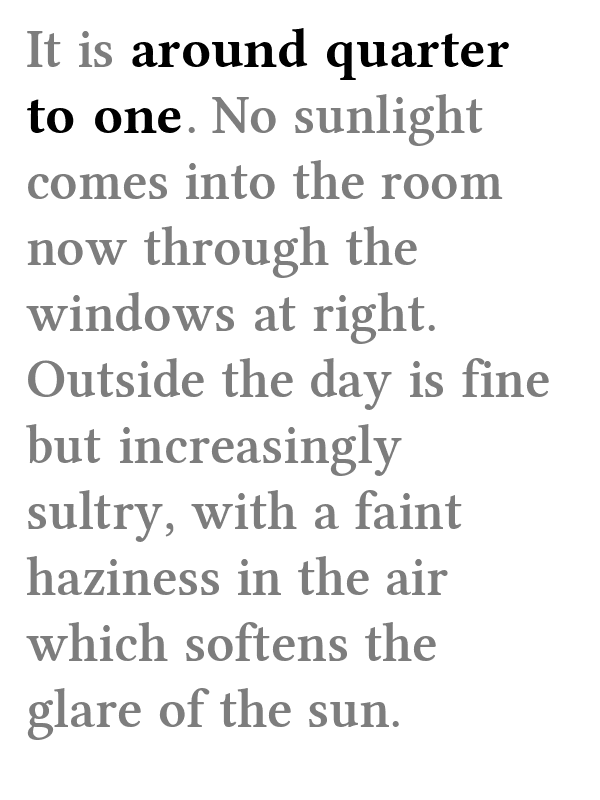 It is around quarter
to one. No sunlight
comes into the room
now through the
windows at right.
Outside the day is fine
but increasingly
sultry, with a faint
haziness in the air
which softens the
glare of the sun.